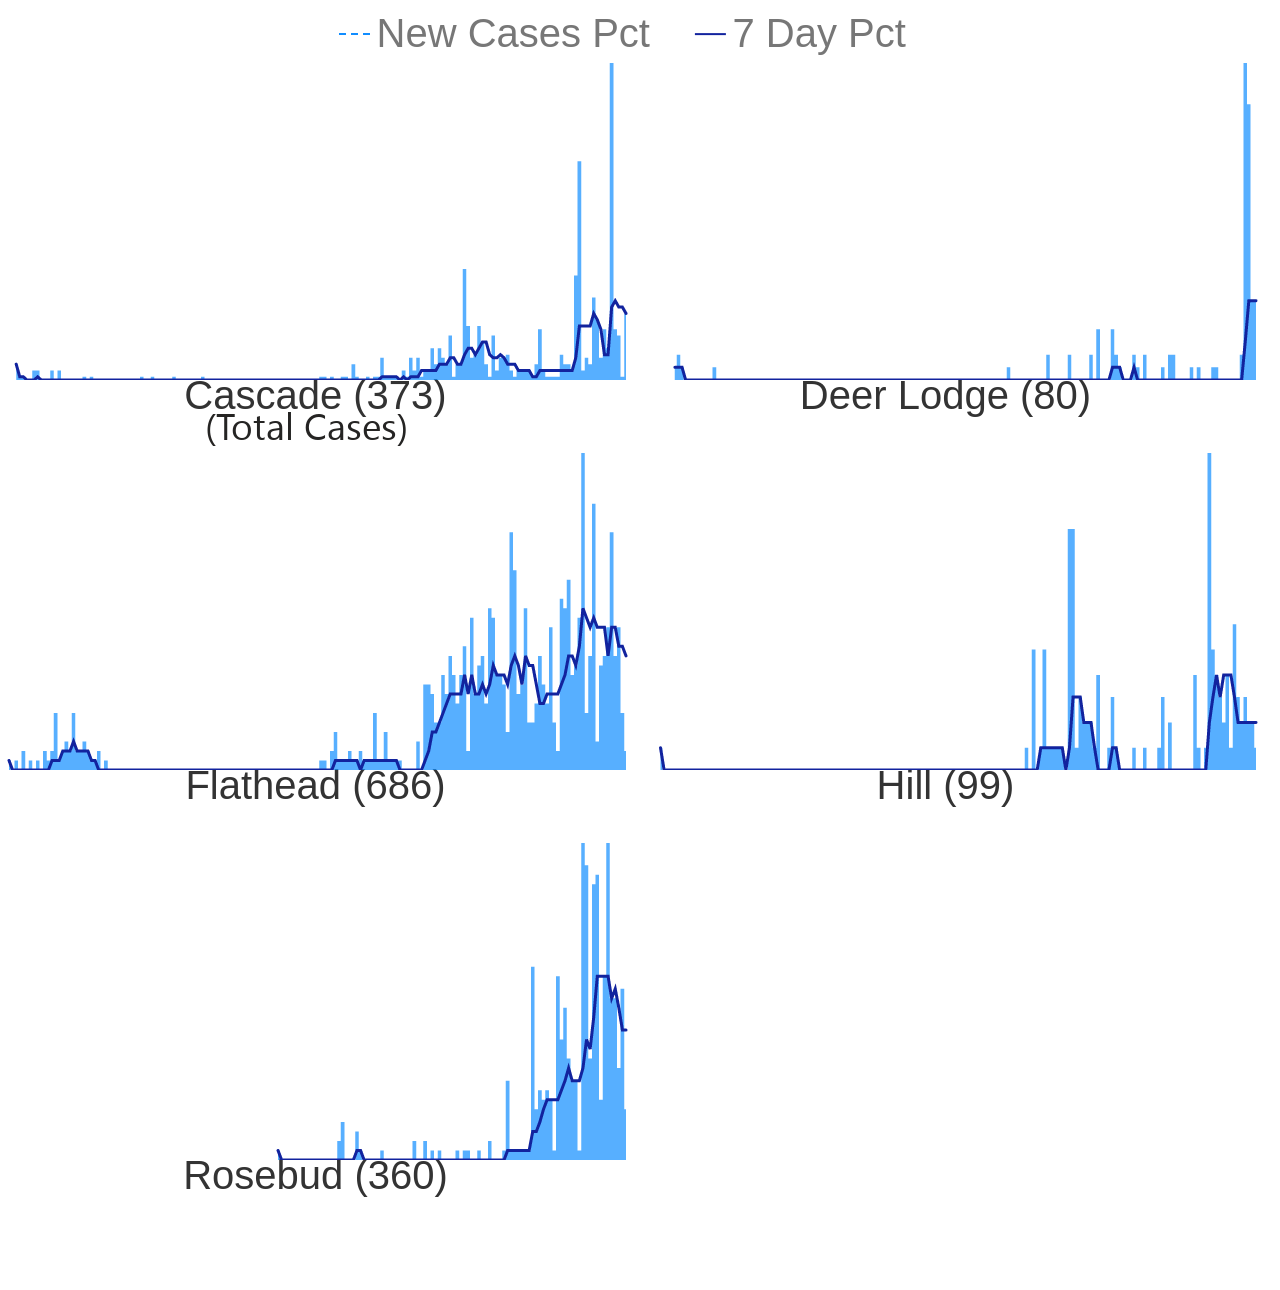 New Cases Pct 7 Day Pct
Cascade (373)
(Total Cases)
Deer Lodge (80)
Flathead (686)
Hill (99)
Rosebud (360)